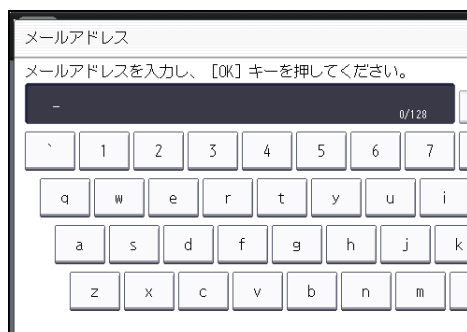 メールアドレス
メールアドレスを入力し、 [OK] キーを押してください。
_
0/128
` 1 2 3 4 5 6 7
q w e r t y u i
a s d f g h j k
z x c v b n m